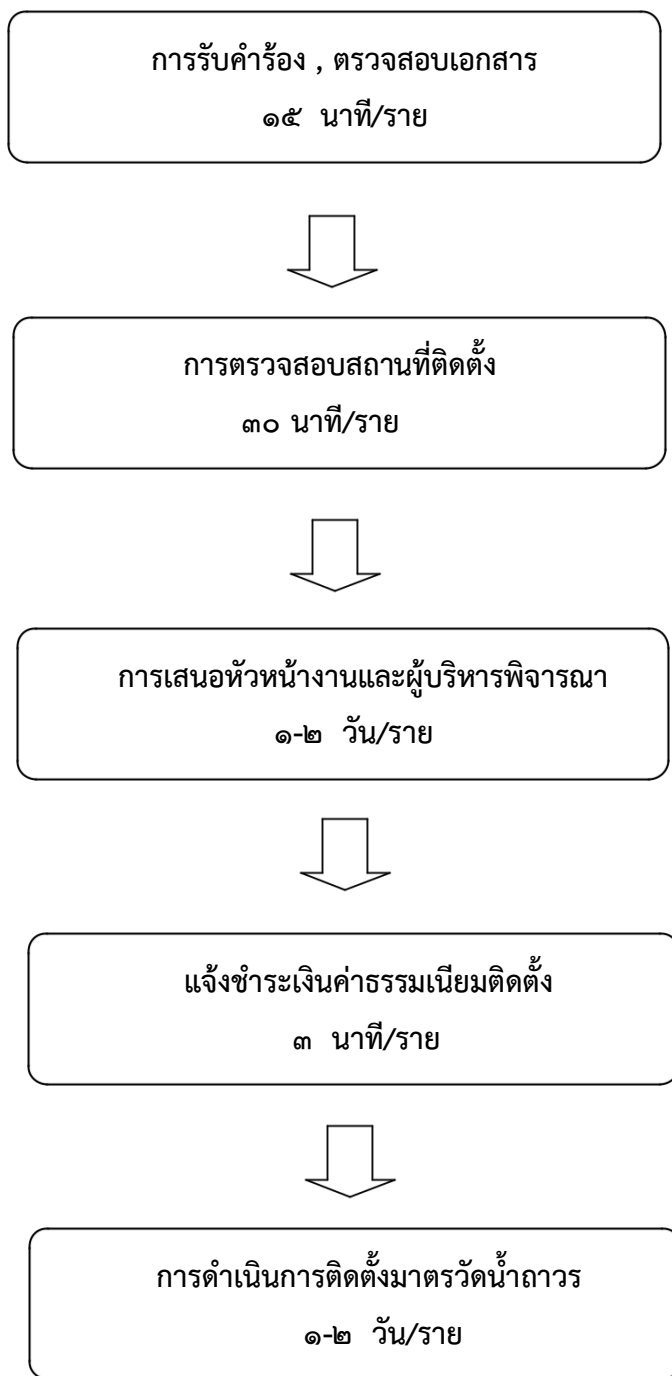 การรับคำร้อง , ตรวจสอบเอกสาร
๑๕ นาที/ราย
การตรวจสอบสถานที่ติดตั้ง
๓๐ นาที/ราย
การเสนอหัวหน้างานและผู้บริหารพิจารณา
๑-๒ วัน/ราย
แจ้งชำระเงินค่าธรรมเนียมติดตั้ง
๓ นาที/ราย
การดำเนินการติดตั้งมาตรวัดน้ำถาวร
๑-๒ วัน/ราย